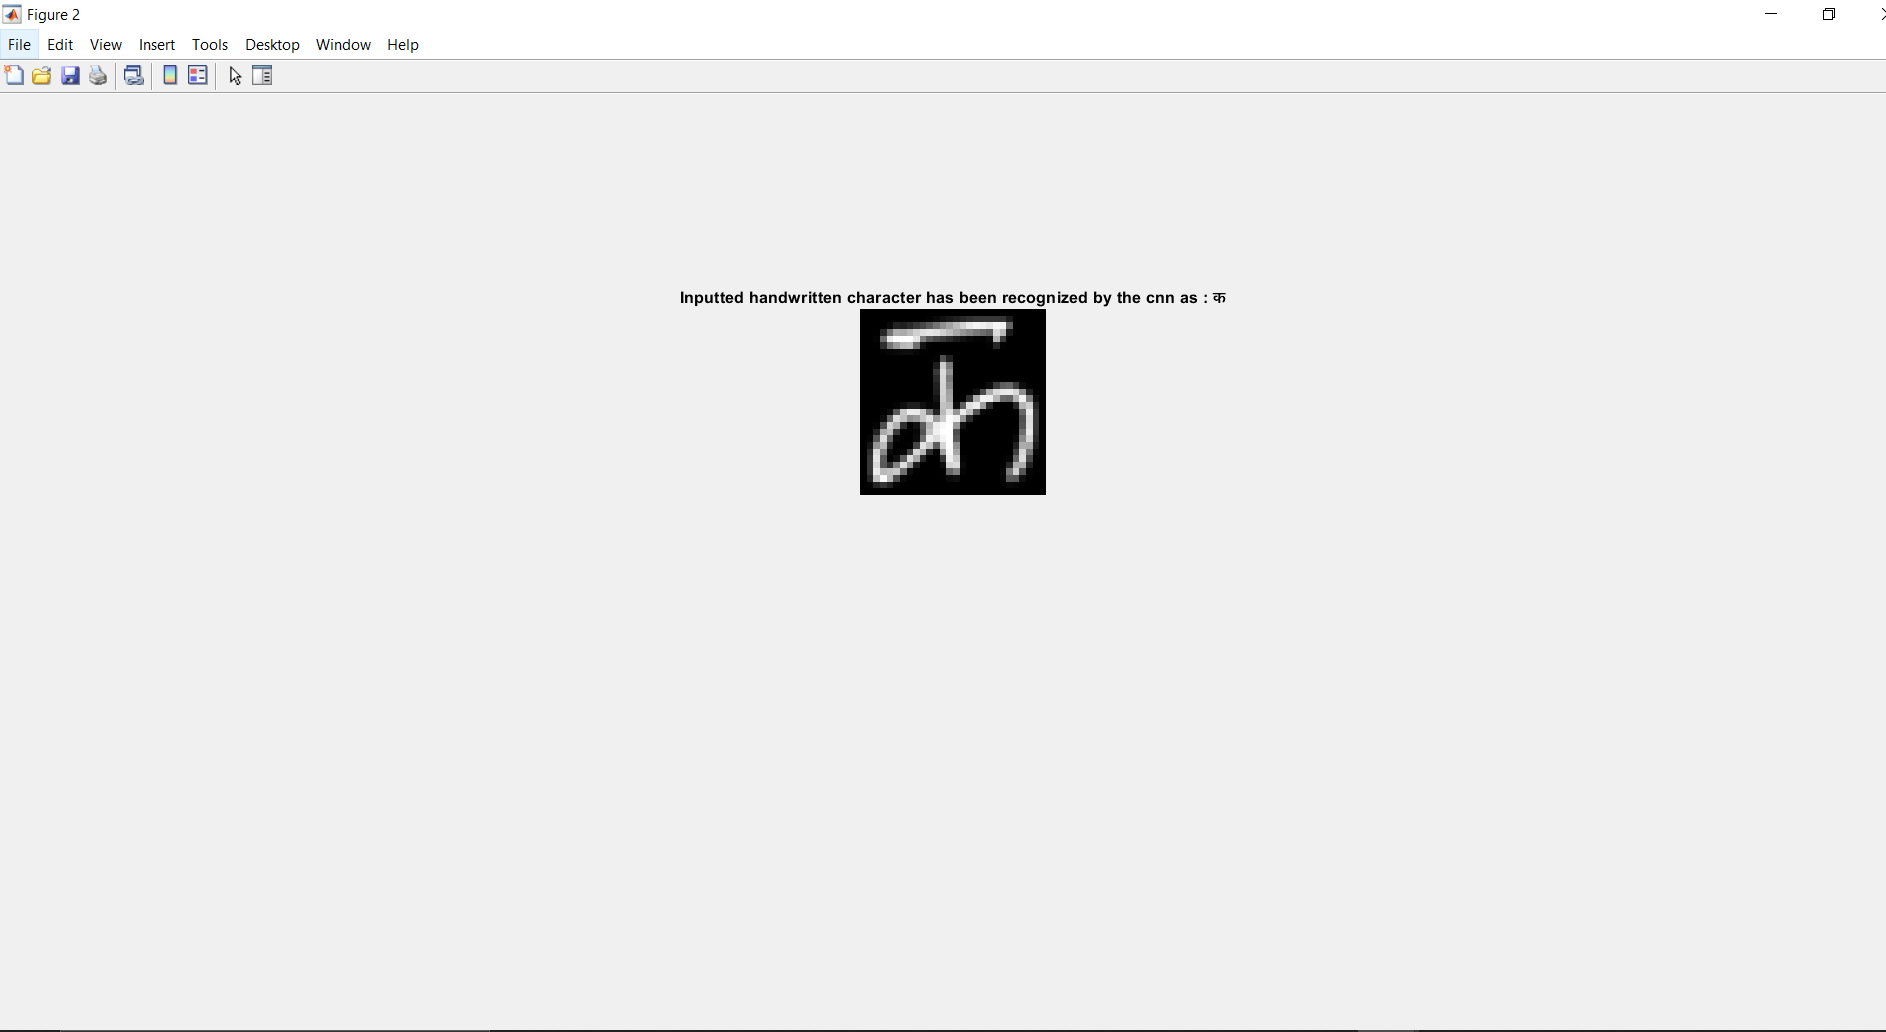 Figure 2
File Edit View Insert Tools Desktop Window Help
Inputted handwritten character has been recognized by the cnn as : क
क